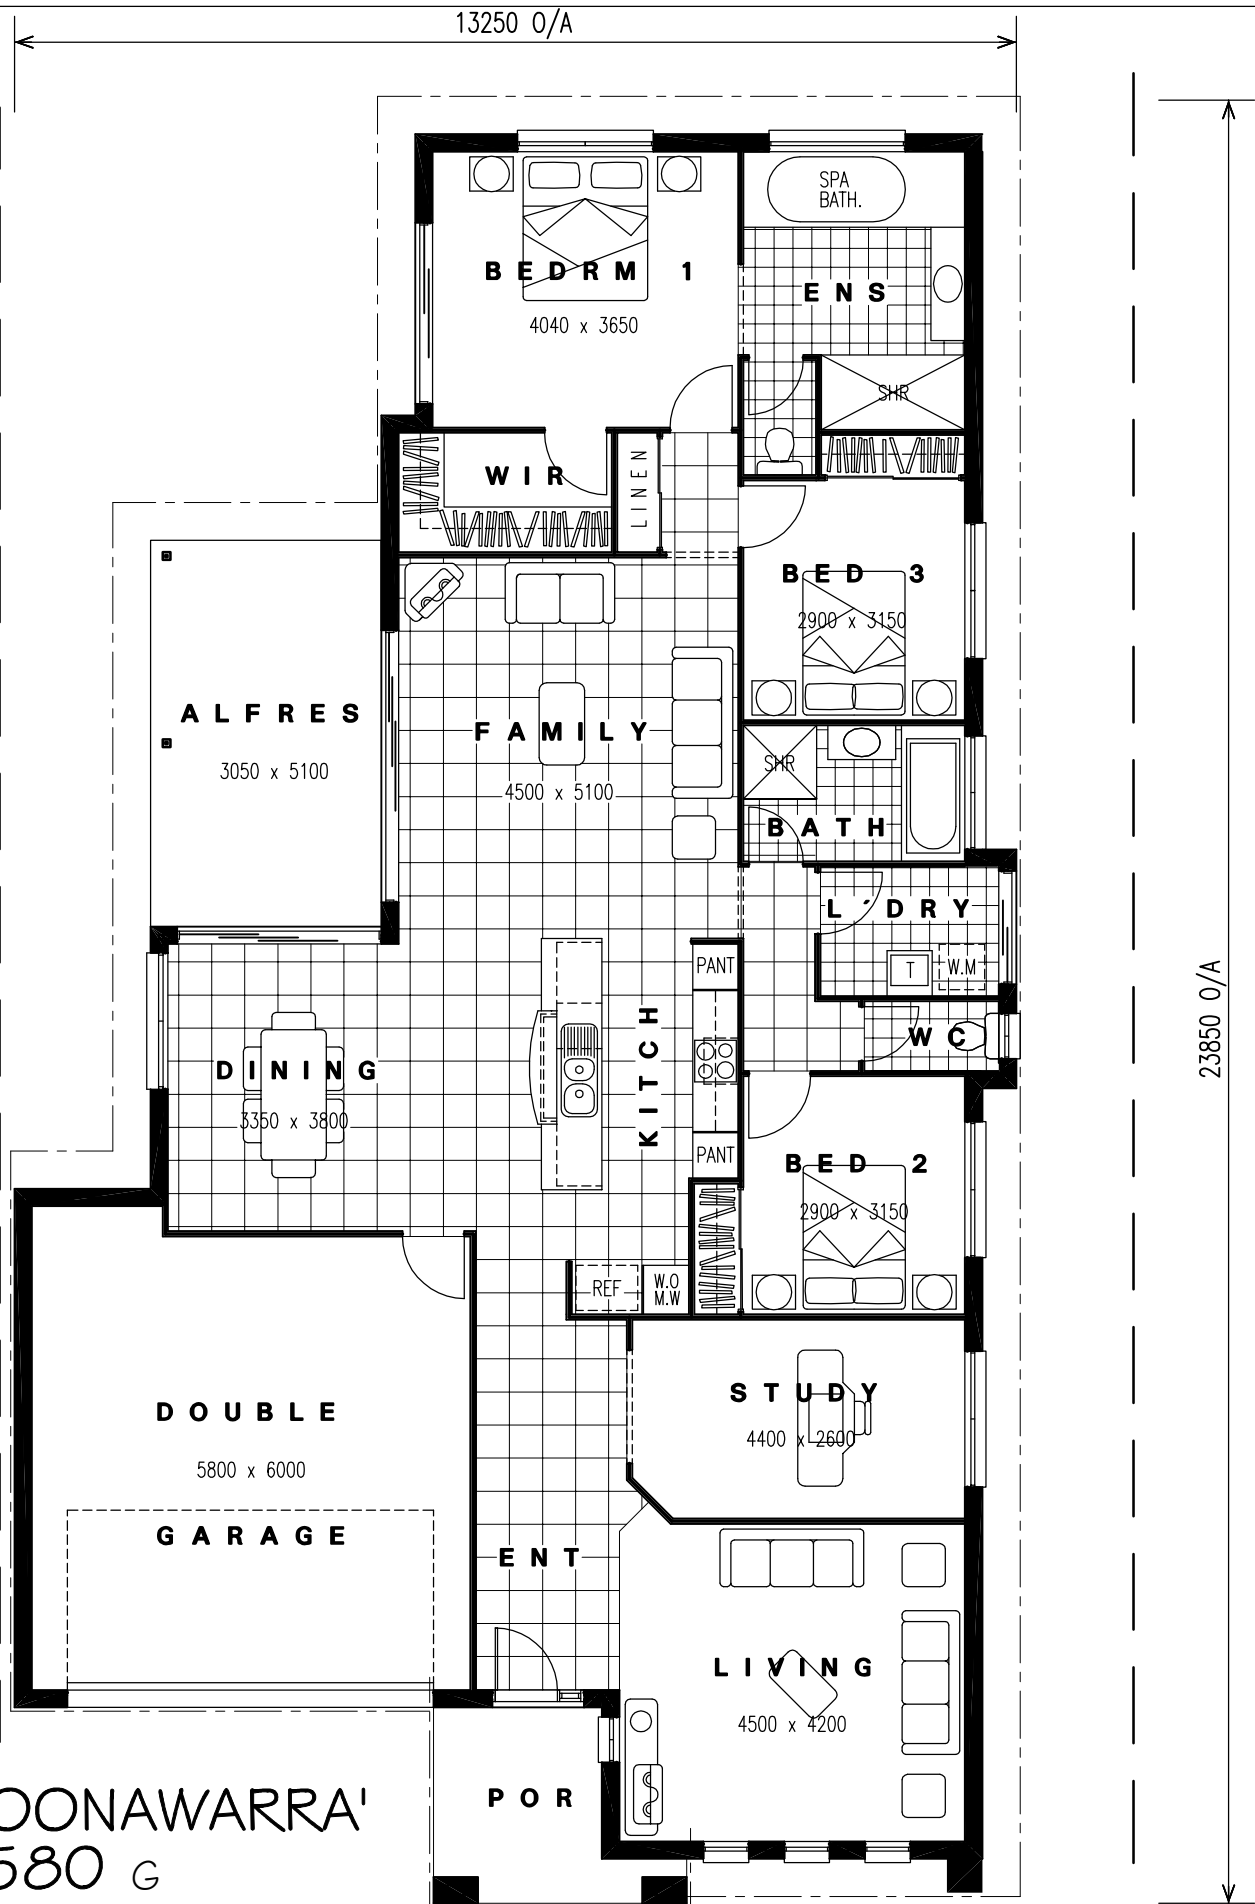 13250 O/A
SPA
BATH.
BEDRM 1
4040 x 3650
ENS
SHR
WIR
LINEN
BED 3
2900 x 3150
ALFRES
3050 x 5100
FAMILY
4500 x 5100
SHR
BATH
L'DRY
T
W.M
PANT
WC
KITCH
23850 O/A
DINING
3350 x 3800
PANT
BED 2
2900 x 3150
REF
W.O
M.W
STUDY
4400 x 2600
DOUBLE
5800 x 6000
GARAGE
ENT
LIVING
4500 x 4200
POR
OONAWARRA'
580 G